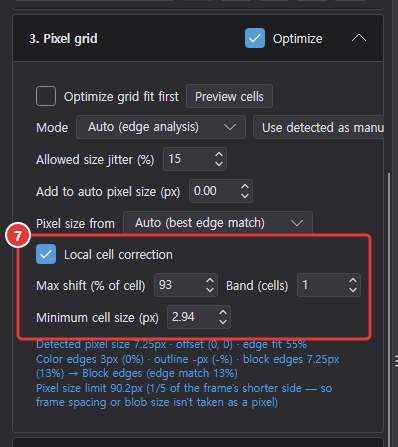 3. Pixel grid
Optimize
Optimize grid fit first
Preview cells
Mode
Auto (edge analysis)
Use detected as manu
Allowed size jitter (%)
15
Add to auto pixel size (px)
0.00
Pixel size from
Auto (best edge match)
7
Local cell correction
Max shift (% of cell)
93
Band (cells)
1
Minimum cell size (px)
2.94
Detected pixel size 7.25px · offset (0, 0) · edge fit 55%
Color edges 3px (0%) · outline -px (-%) · block edges 7.25px
(13%) → Block edges (edge match 13%)
Pixel size limit 90.2px (1/5 of the frame's shorter side — so
frame spacing or blob size isn't taken as a pixel)